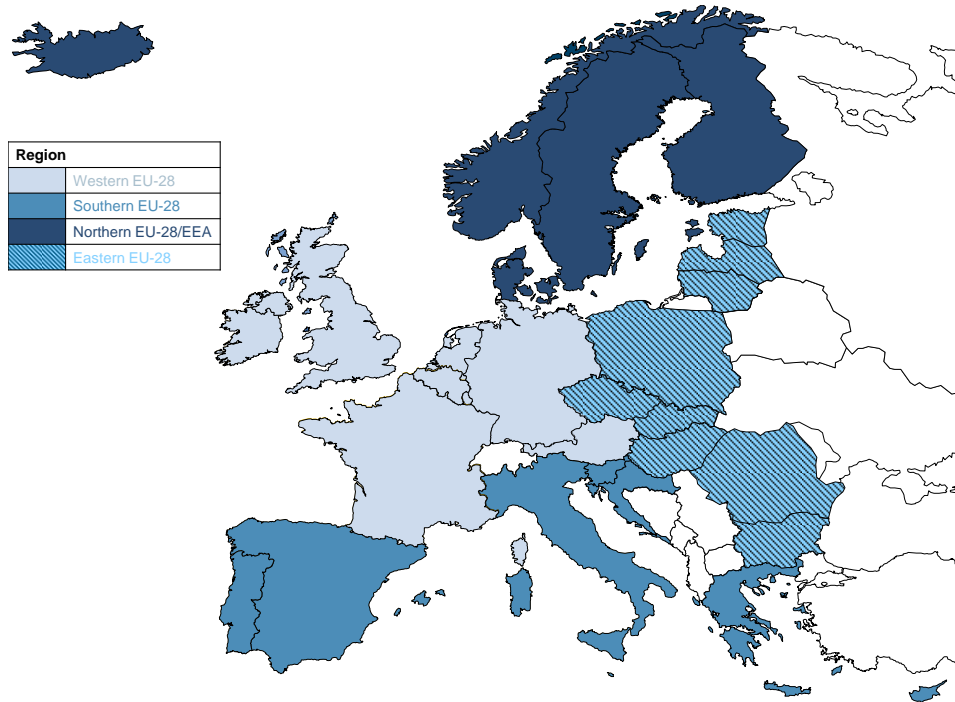 Region
Western EU-28
Southern EU-28
Northern EU-28/EEA
Eastern EU-28